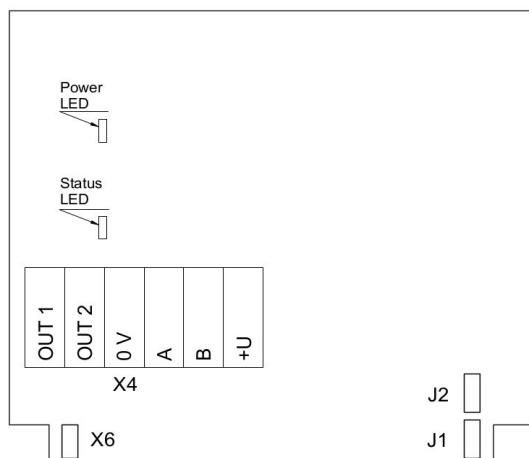 Power
LED
Status
LED
OUT 1
OUT 2
0 V
A
B
+U
X4
J2
X6
J1